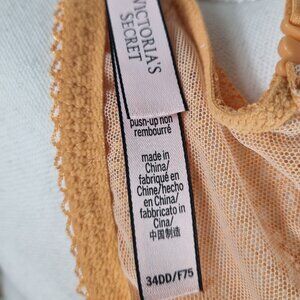 VICTORIA'S
SECRET
push-up non
rembourré
made in
China/
fabriqué en
Chine/hecho
en China/
fabbricato in
Cina/
中国制造
34DD/F75